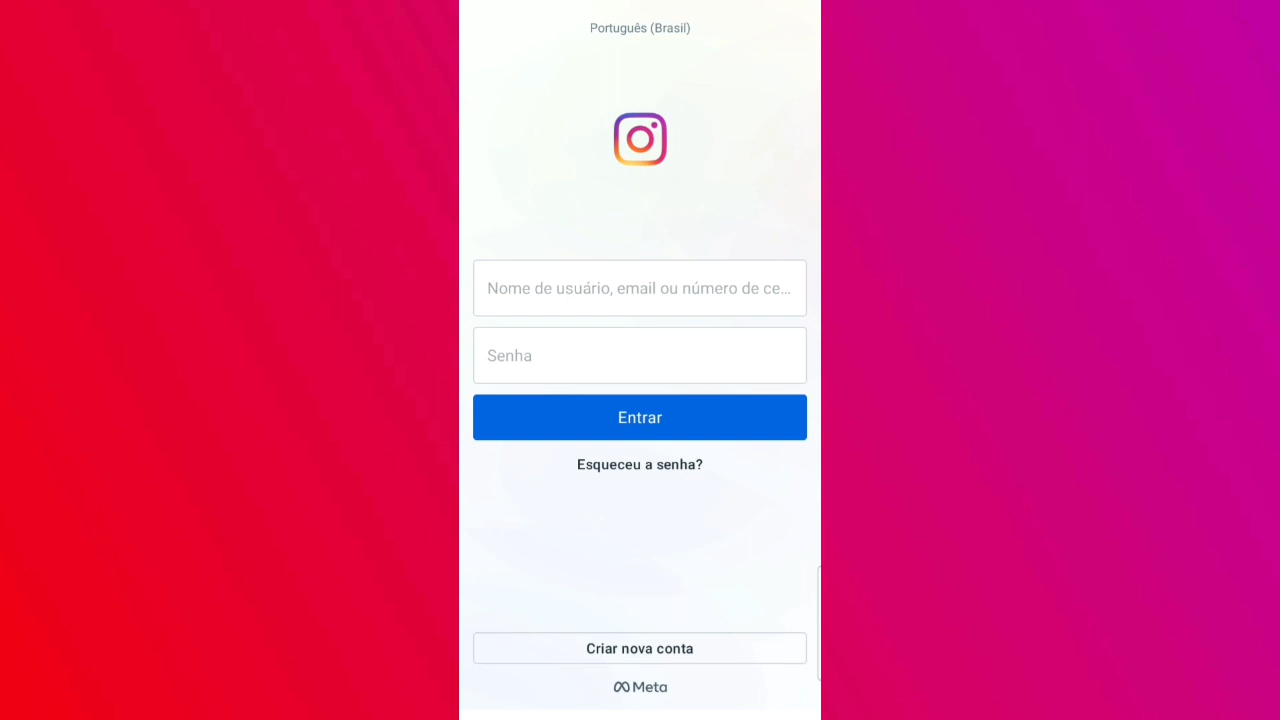 Português (Brasil)
Nome de usuário, email ou número de ce...
Senha
Entrar
Esqueceu a senha?
Criar nova conta
Meta